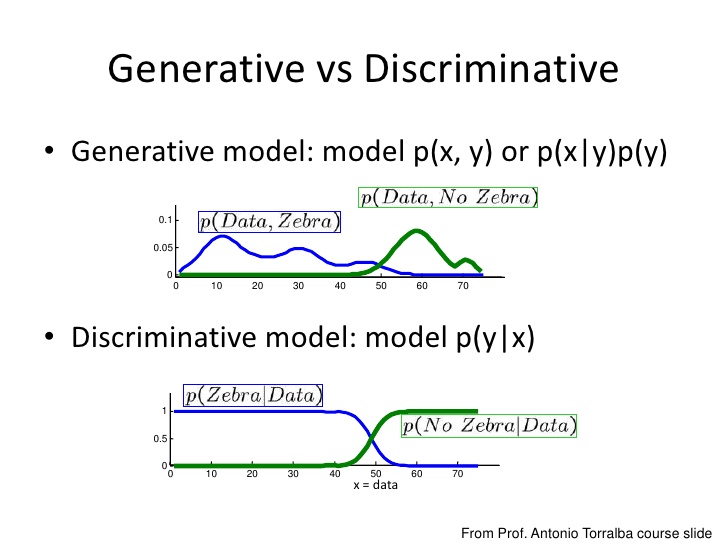 Generative vs Discriminative
• Generative model: model p(x, y) or p(x|y)p(y)
p(Data, No Zebra)
p(Data, Zebra)
0.1
0.05
0
0 10 20 30 40 50 60 70
• Discriminative model: model p(y|x)
p(Zebra|Data)
1
p(No Zebra|Data)
0.5
0
0 10 20 30 40 50 60 70
x = data
From Prof. Antonio Torralba course slide